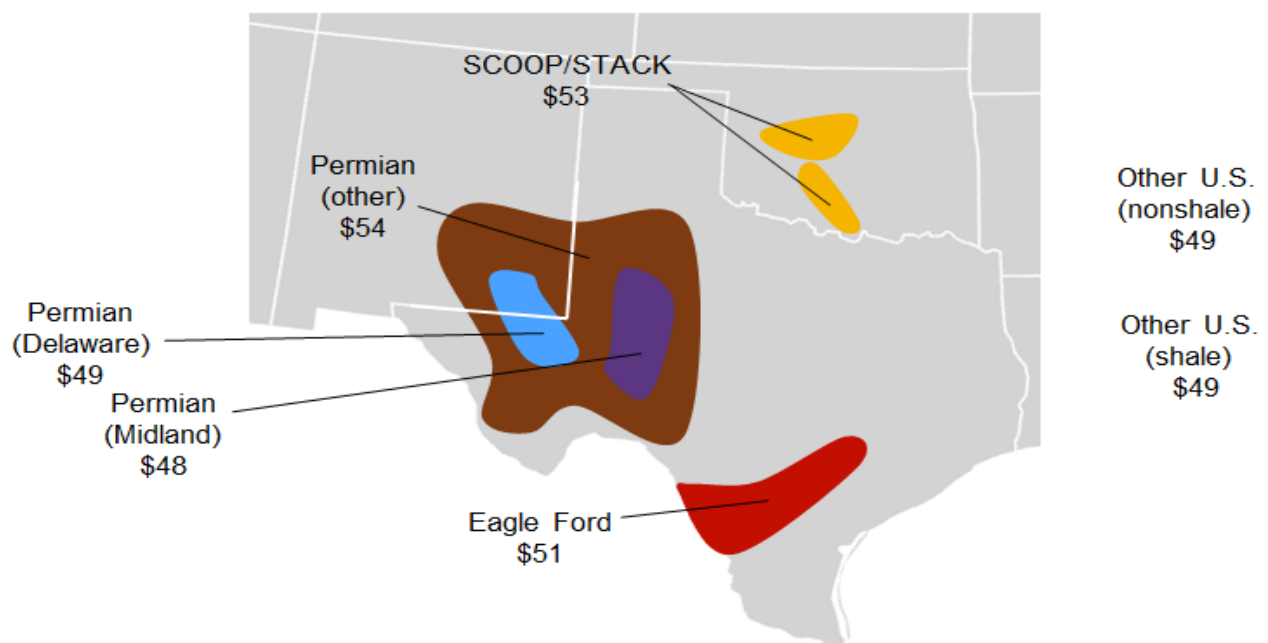 SCOOP/STACK
$53
Permian
(other)
$54
Other U.S.
(nonshale)
$49
Permian
(Delaware)
$49
Other U.S.
(shale)
$49
Permian
(Midland)
$48
Eagle Ford
$51